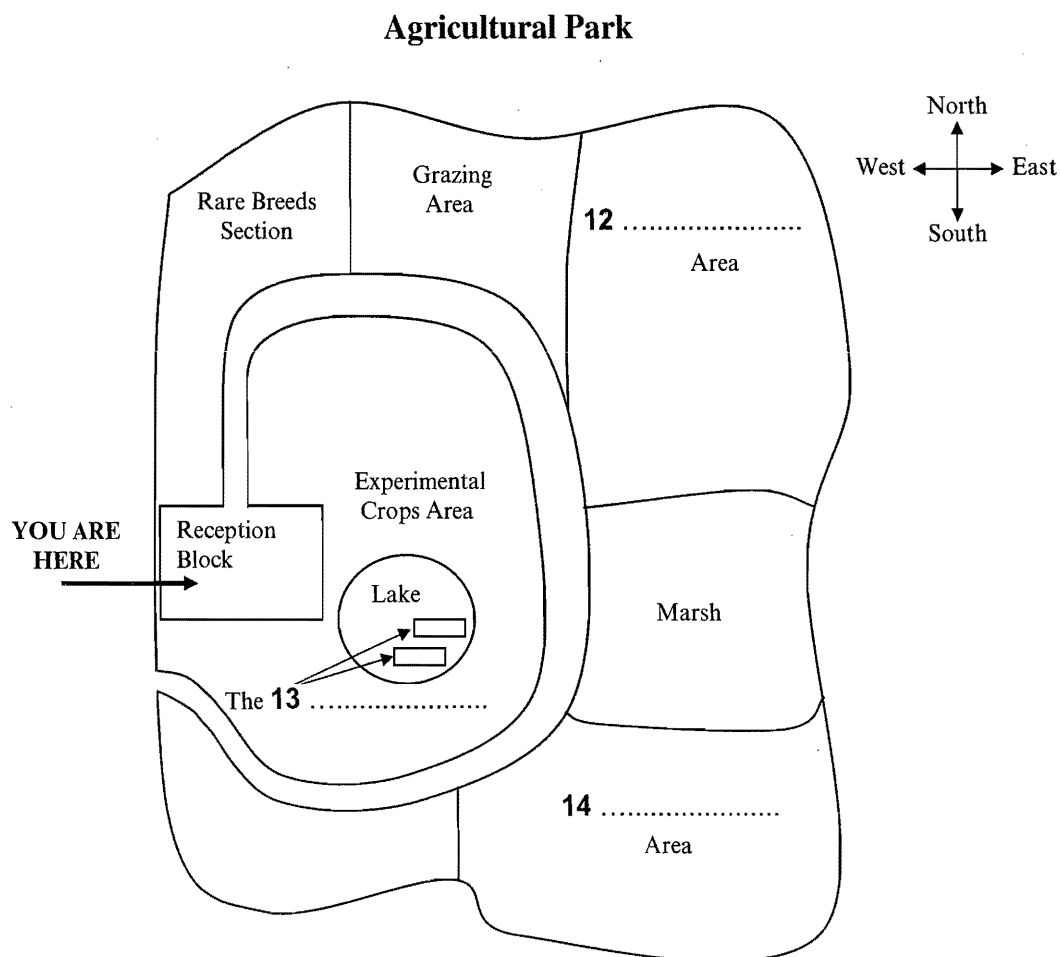 Agricultural Park
North
West
East
South
Rare Breeds
Section
Grazing
Area
12 ..........................
Area
Experimental
Crops Area
YOU ARE
HERE
Reception
Block
Lake
Marsh
The 13 ..........................
14 ..........................
Area